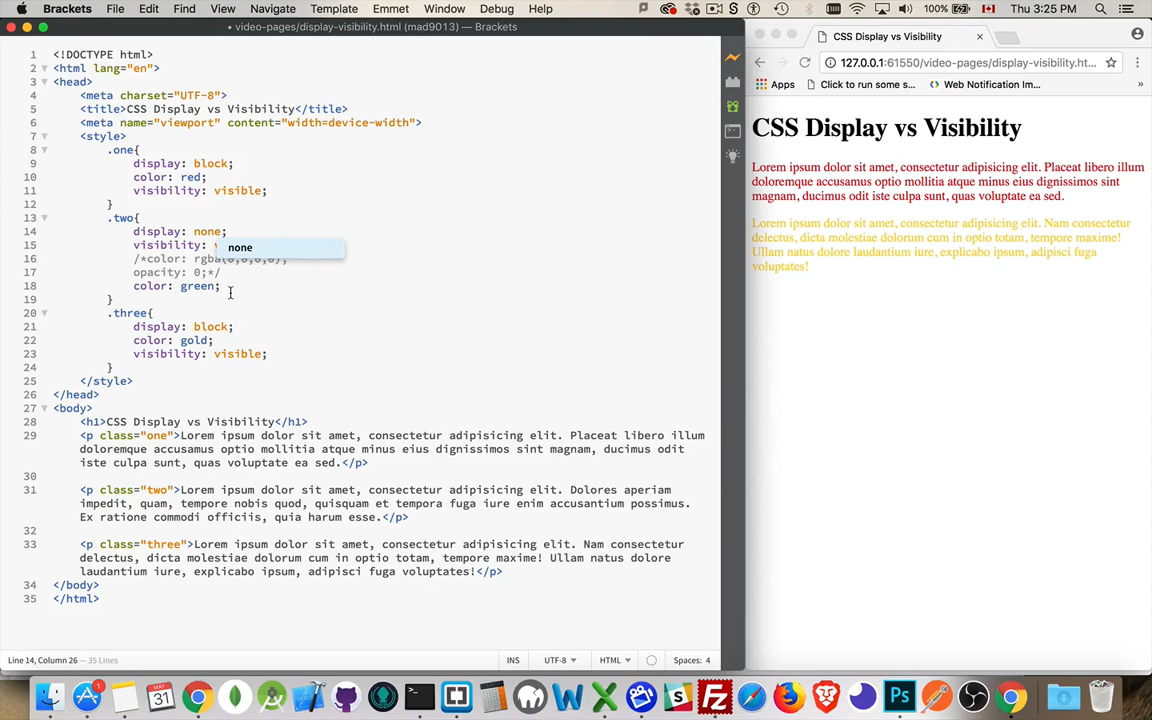 Brackets File Edit View Navigate Template Emmet Window Debug Help 100% Thu 3:25 PM
• video-pages/display-visibility.html (mad9013) — Brackets
1 <!DOCTYPE html>
2 <html lang="en">
3 <head>
4 <meta charset="UTF-8">
5 <title>CSS Display vs Visibility</title>
6 <meta name="viewport" content="width=device-width">
7 <style>
8 .one{
9 display: block;
10 color: red;
11 visibility: visible;
12 }
13 .two{
14 display: none;
15 visibility:
none
16 /*color: rgba(0,0,0,0);
17 opacity: 0;*/
18 color: green;
19 }
20 .three{
21 display: block;
22 color: gold;
23 visibility: visible;
24 }
25 </style>
26 </head>
27 <body>
28 <h1>CSS Display vs Visibility</h1>
29 <p class="one">Lorem ipsum dolor sit amet, consectetur adipisicing elit. Placeat libero illum
doloremque accusamus optio mollitia atque minus eius dignissimos sint magnam, ducimus odit
iste culpa sunt, quas voluptate ea sed.</p>
30
31 <p class="two">Lorem ipsum dolor sit amet, consectetur adipisicing elit. Dolores aperiam
impedit, quam, tempore nobis quod, quisquam et tempora fuga iure enim accusantium possimus.
Ex ratione commodi officiis, quia harum esse.</p>
32
33 <p class="three">Lorem ipsum dolor sit amet, consectetur adipisicing elit. Nam consectetur
delectus, dicta molestiae dolorum cum in optio totam, tempore maxime! Ullam natus dolore
laudantium iure, explicabo ipsum, adipisci fuga voluptates!</p>
34 </body>
35 </html>
Line 14, Column 26 — 35 Lines INS UTF-8 HTML Spaces: 4
CSS Display vs Visibility
127.0.0.1:61550/video-pages/display-visibility.ht...
Apps Click to run some s... Web Notification Im... »
CSS Display vs Visibility
Lorem ipsum dolor sit amet, consectetur adipisicing elit. Placeat libero illum
doloremque accusamus optio mollitia atque minus eius dignissimos sint
magnam, ducimus odit iste culpa sunt, quas voluptate ea sed.
Lorem ipsum dolor sit amet, consectetur adipisicing elit. Nam consectetur
delectus, dicta molestiae dolorum cum in optio totam, tempore maxime!
Ullam natus dolore laudantium iure, explicabo ipsum, adipisci fuga
voluptates!